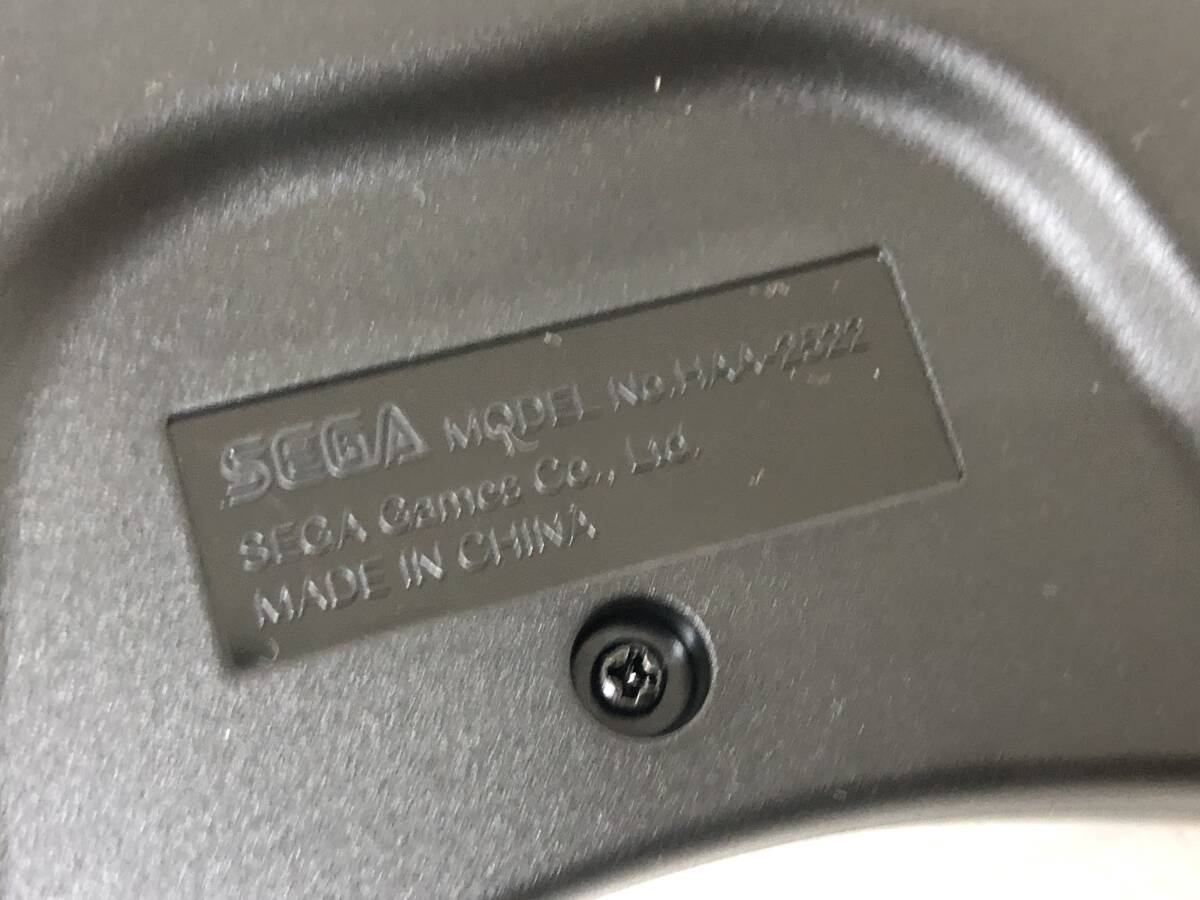 SEGA MODEL No.HAA-2522
SEGA Games Co., Ltd.
MADE IN CHINA